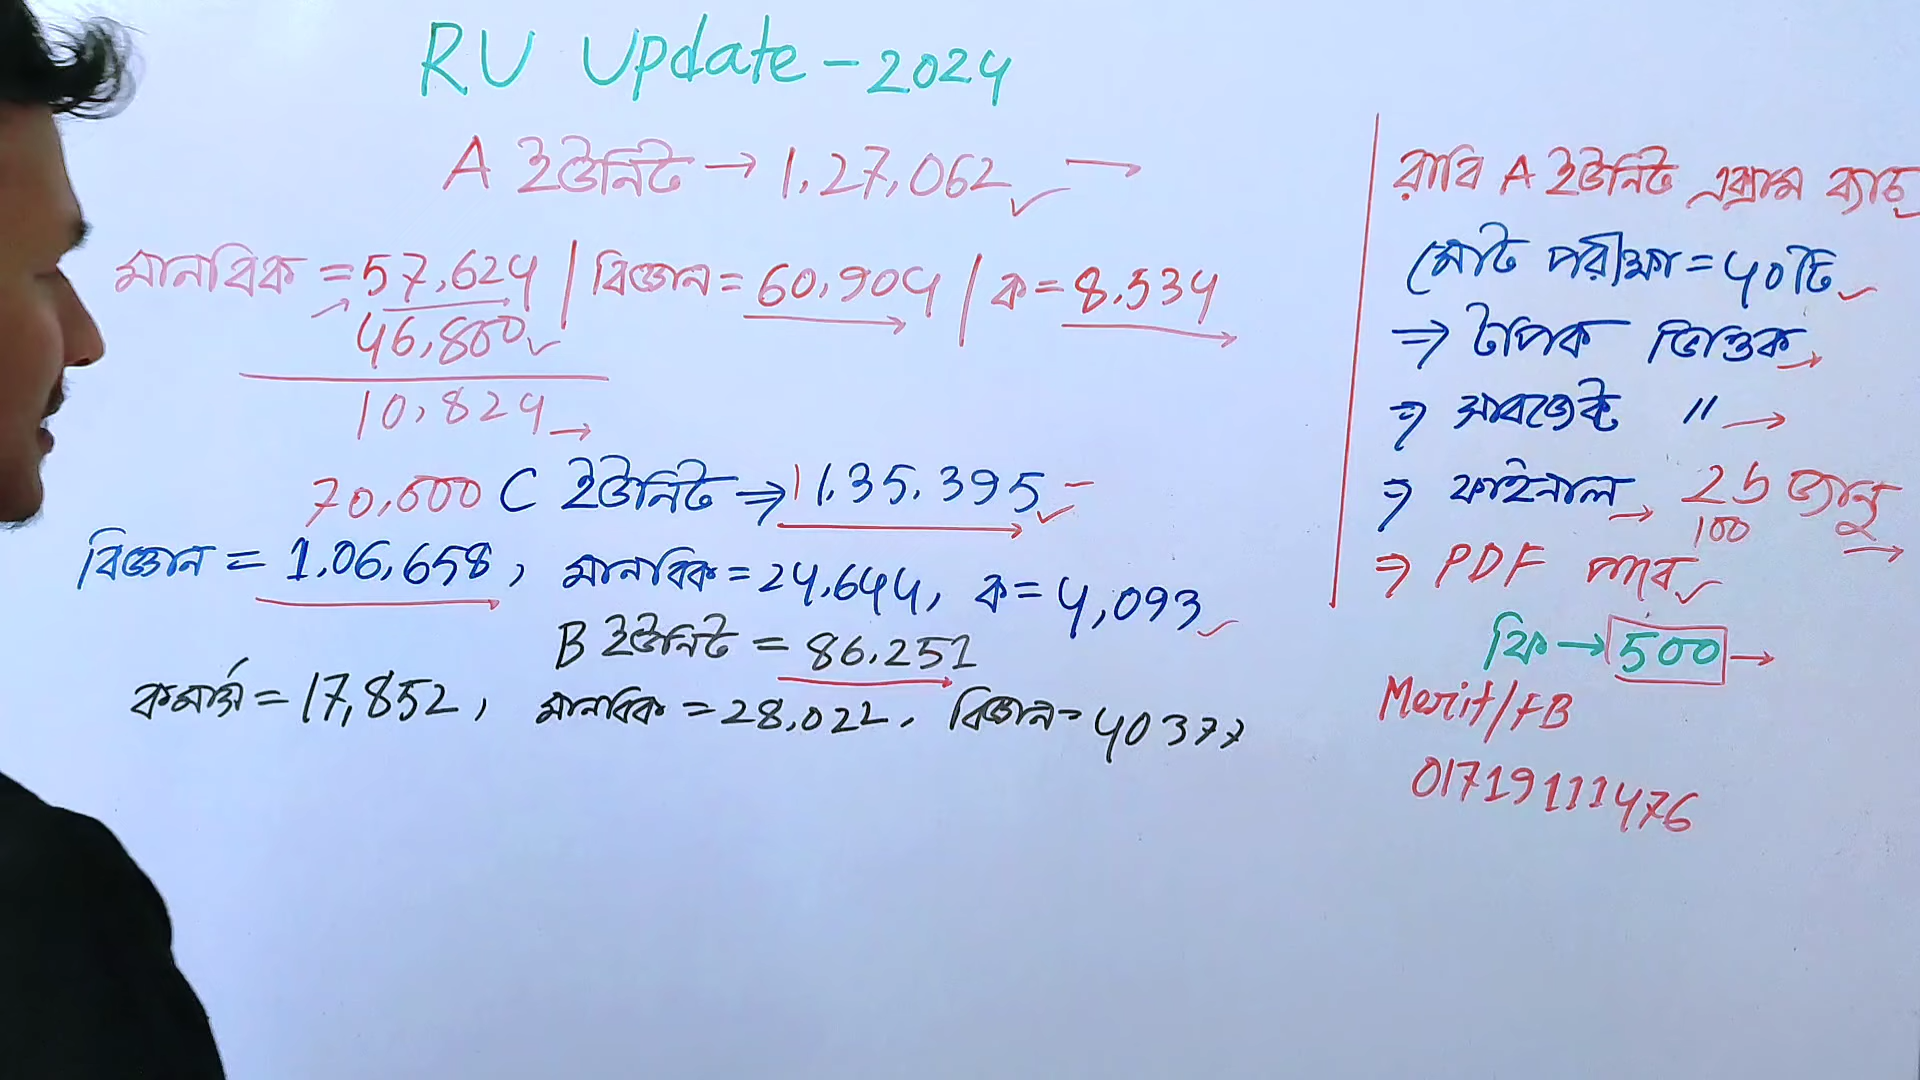 RU Update - 2024
A ইউনিট → 1,27,062
মানবিক = 57,624 | বিজ্ঞান = 60,904 | ক = 8,534
46,800
10,824
70,000 C ইউনিট ⇒ 1,35,395
বিজ্ঞান = 1,06,658, মানবিক = 24,644, ক = 4,093
B ইউনিট = 86,251
কমার্স = 17,852, মানবিক = 28,022, বিজ্ঞান = 40377
রাবি A ইউনিট এক্সাম ব্যাচ
মোট পরীক্ষা = 40টি
⇒ টপিক ভিত্তিক
⇒ সাবজেক্ট "
⇒ ফাইনাল → জানু
100
⇒ PDF পাবে
ফি → 500 →
Merit/FB
01719111476